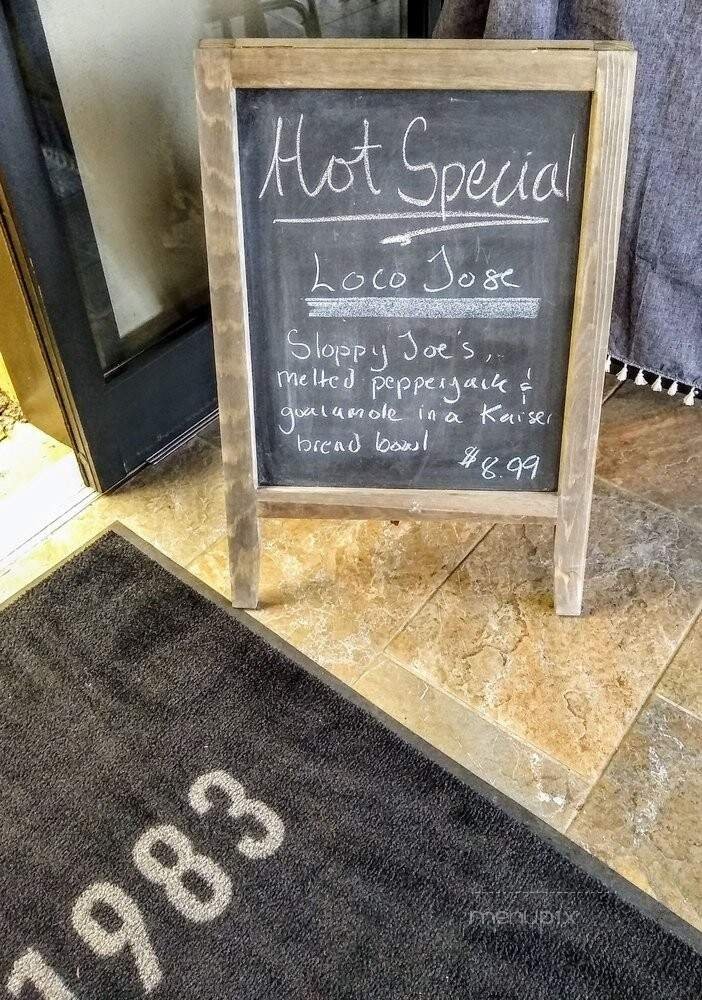 Hot Special
Loco Jose
Sloppy Joe's,
melted pepperjack &
guacamole in a Kaiser
bread bowl
$8.99
1983
menupix